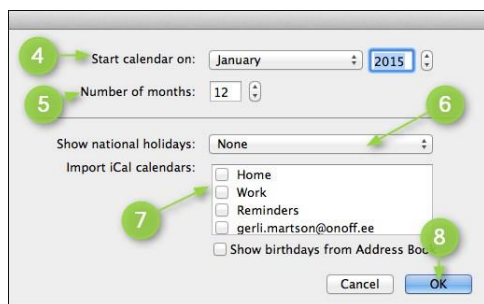 4
Start calendar on: January 2015
5
Number of months: 12
6
Show national holidays: None
Import iCal calendars:
Home
Work
Reminders
7
gerli.martson@onoff.ee
8
Show birthdays from Address
Cancel OK